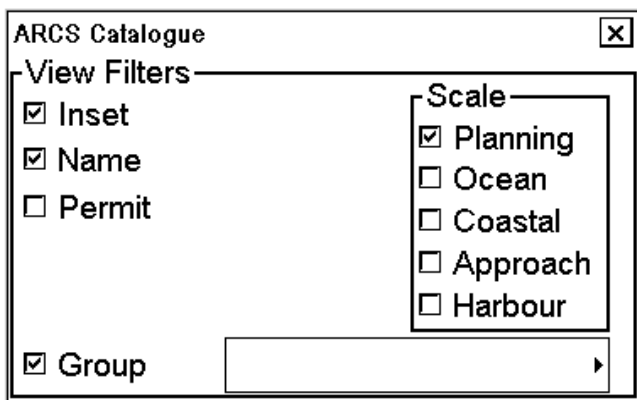 ARCS Catalogue
View Filters
Inset
Name
Permit
Scale
Planning
Ocean
Coastal
Approach
Harbour
Group